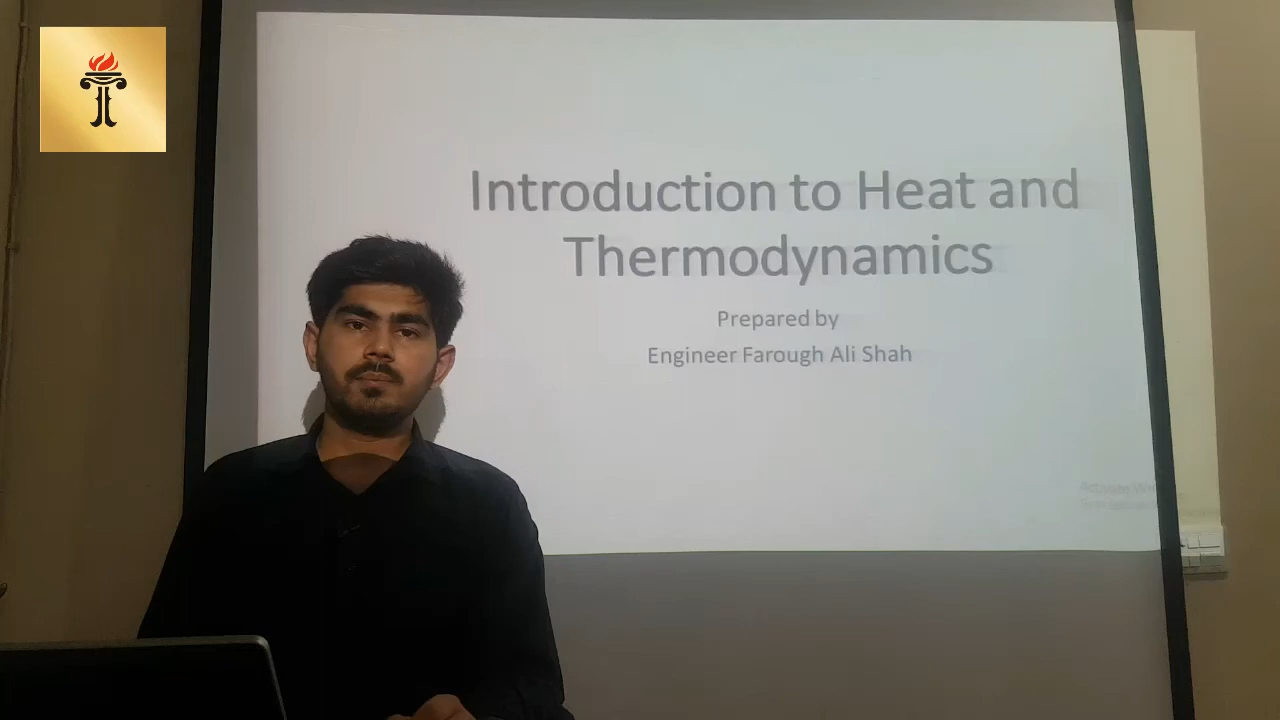 Introduction to Heat and
Thermodynamics
Prepared by
Engineer Farough Ali Shah